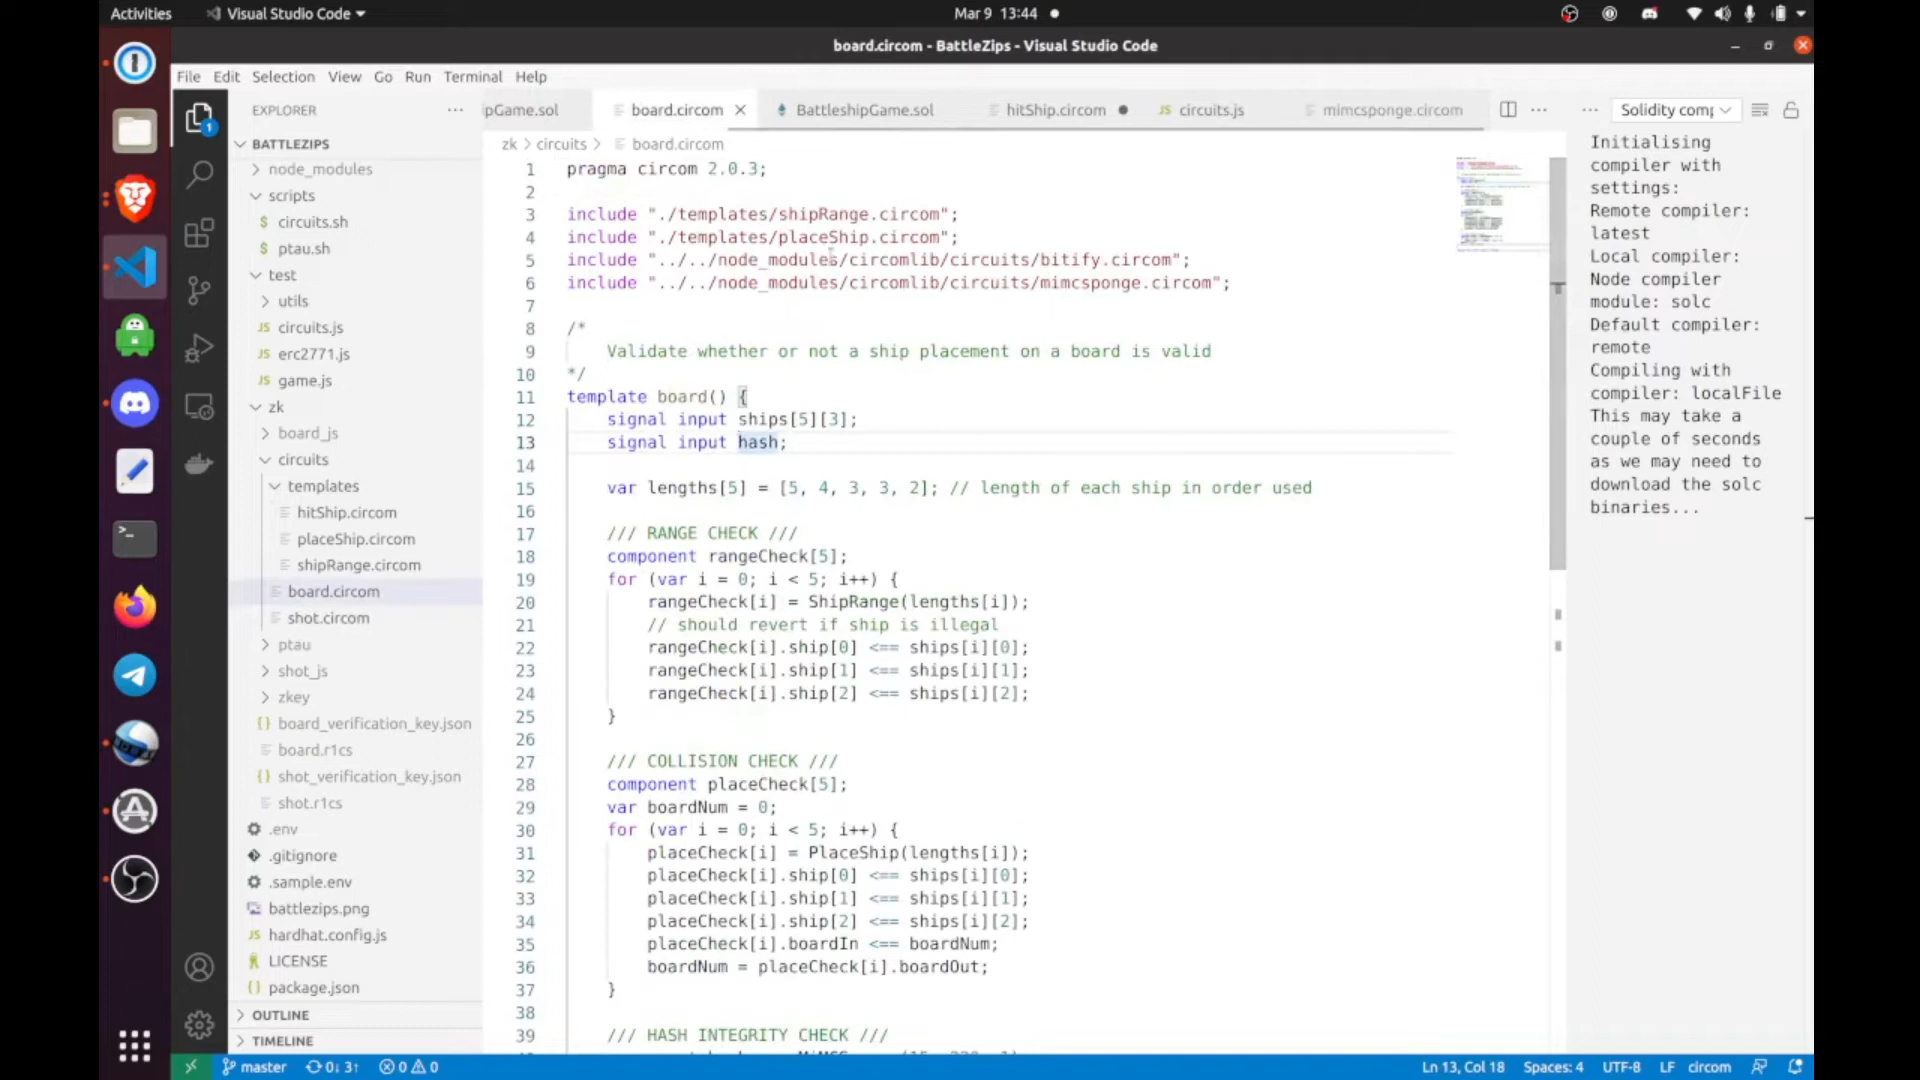 Activities
Visual Studio Code
Mar 9 13:44
board.circom - BattleZips - Visual Studio Code
File Edit Selection View Go Run Terminal Help
EXPLORER
pGame.sol
board.circom
BattleshipGame.sol
hitShip.circom
JS circuits.js
mimcsponge.circom
Solidity com
1
BATTLEZIPS
node_modules
scripts
$ circuits.sh
$ ptau.sh
test
utils
JS circuits.js
JS erc2771.js
JS game.js
zk
board_js
circuits
templates
hitShip.circom
placeShip.circom
shipRange.circom
board.circom
shot.circom
ptau
shot_js
zkey
{} board_verification_key.json
board.r1cs
{} shot_verification_key.json
shot.r1cs
.env
.gitignore
.sample.env
battlezips.png
JS hardhat.config.js
LICENSE
{} package.json
OUTLINE
TIMELINE
zk > circuits > board.circom
1 pragma circom 2.0.3;
2
3 include "./templates/shipRange.circom";
4 include "./templates/placeShip.circom";
5 include "../../node_modules/circomlib/circuits/bitify.circom";
6 include "../../node_modules/circomlib/circuits/mimcsponge.circom";
7
8 /*
9 Validate whether or not a ship placement on a board is valid
10 */
11 template board() {
12 signal input ships[5][3];
13 signal input hash;
14
15 var lengths[5] = [5, 4, 3, 3, 2]; // length of each ship in order used
16
17 /// RANGE CHECK ///
18 component rangeCheck[5];
19 for (var i = 0; i < 5; i++) {
20 rangeCheck[i] = ShipRange(lengths[i]);
21 // should revert if ship is illegal
22 rangeCheck[i].ship[0] <== ships[i][0];
23 rangeCheck[i].ship[1] <== ships[i][1];
24 rangeCheck[i].ship[2] <== ships[i][2];
25 }
26
27 /// COLLISION CHECK ///
28 component placeCheck[5];
29 var boardNum = 0;
30 for (var i = 0; i < 5; i++) {
31 placeCheck[i] = PlaceShip(lengths[i]);
32 placeCheck[i].ship[0] <== ships[i][0];
33 placeCheck[i].ship[1] <== ships[i][1];
34 placeCheck[i].ship[2] <== ships[i][2];
35 placeCheck[i].boardIn <== boardNum;
36 boardNum = placeCheck[i].boardOut;
37 }
38
39 /// HASH INTEGRITY CHECK ///
Initialising
compiler with
settings:
Remote compiler:
latest
Local compiler:
Node compiler
module: solc
Default compiler:
remote
Compiling with
compiler: localFile
This may take a
couple of seconds
as we may need to
download the solc
binaries...
master
0↓ 3↑
0 0
Ln 13, Col 18
Spaces: 4
UTF-8
LF
circom